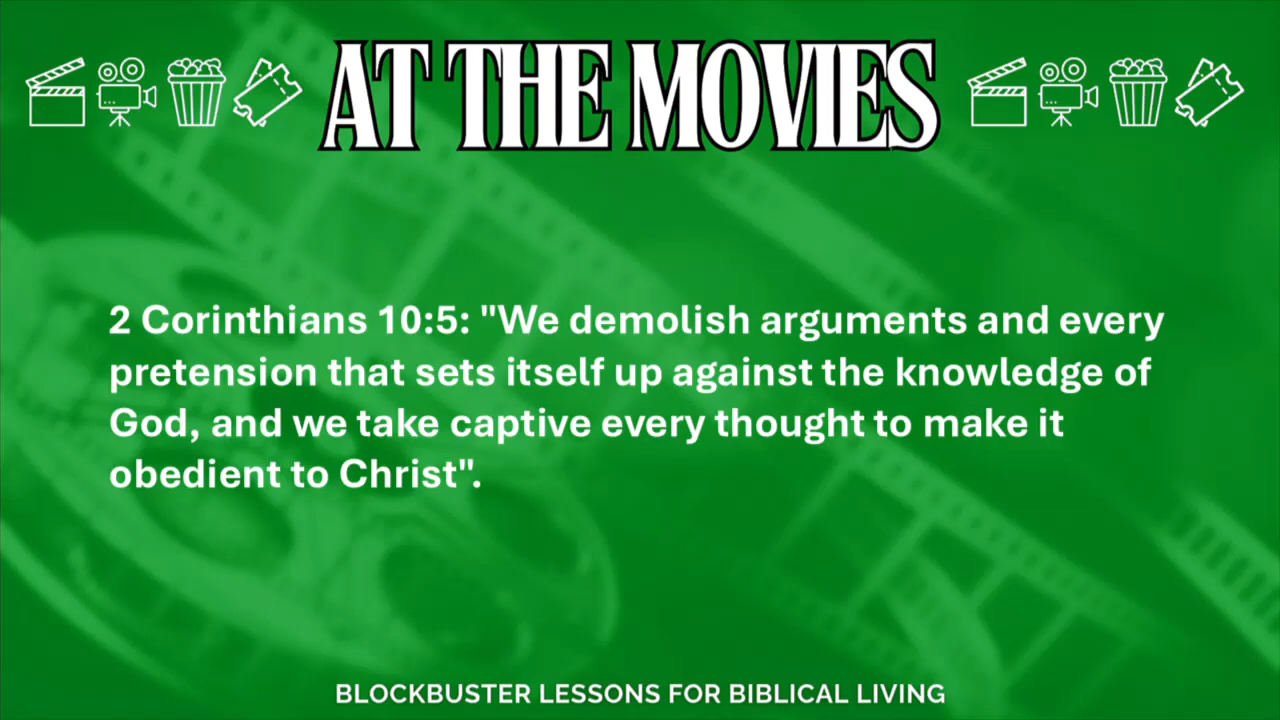 AT THE MOVIES
2 Corinthians 10:5: "We demolish arguments and every
pretension that sets itself up against the knowledge of
God, and we take captive every thought to make it
obedient to Christ".
BLOCKBUSTER LESSONS FOR BIBLICAL LIVING